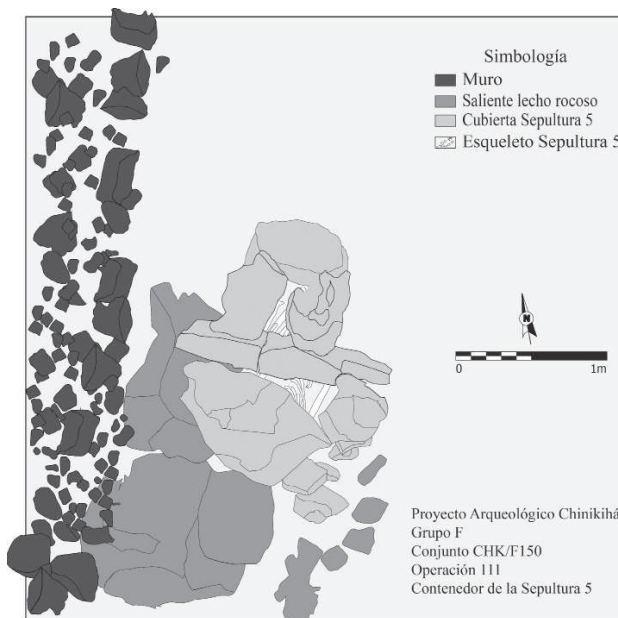 Simbología
Muro
Saliente lecho rocoso
Cubierta Sepultura 5
Esqueleto Sepultura 5
N
0 1m
Proyecto Arqueológico Chinikihá
Grupo F
Conjunto CHK/F150
Operación 111
Contenedor de la Sepultura 5